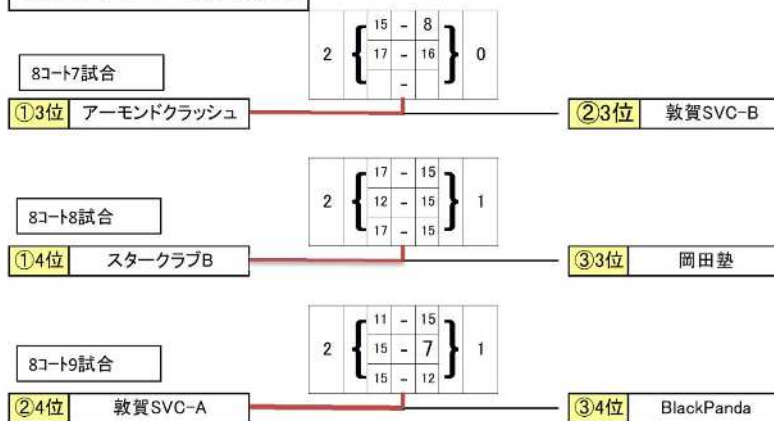 15 - 8
2 { 17 - 16 } 0
-
8コート7試合
①3位 アーモンドクラッシュ ②3位 敦賀SVC-B
17 - 15
2 { 12 - 15 } 1
17 - 15
8コート8試合
①4位 スタークラブB ③3位 岡田塾
11 - 15
2 { 15 - 7 } 1
15 - 12
8コート9試合
②4位 敦賀SVC-A ③4位 BlackPanda